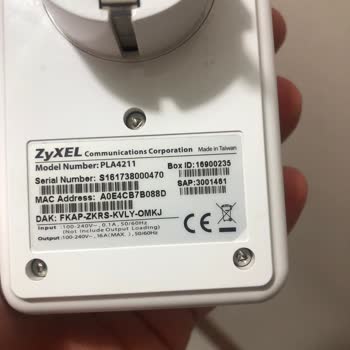 ZyXEL Communications Corporation Made in Taiwan
Model Number: PLA4211 Box ID:16900235
Serial Number: S161738000470
SAP:3001451
MAC Address: A0E4CB7B088D
DAK: FKAP-ZKRS-KVLY-OMKJ
Input :100-240V~, 0.1A, 50/60Hz
(Not Include Output Loading)
Output:100-240V~, 16A(MAX.), 50/60Hz
CE